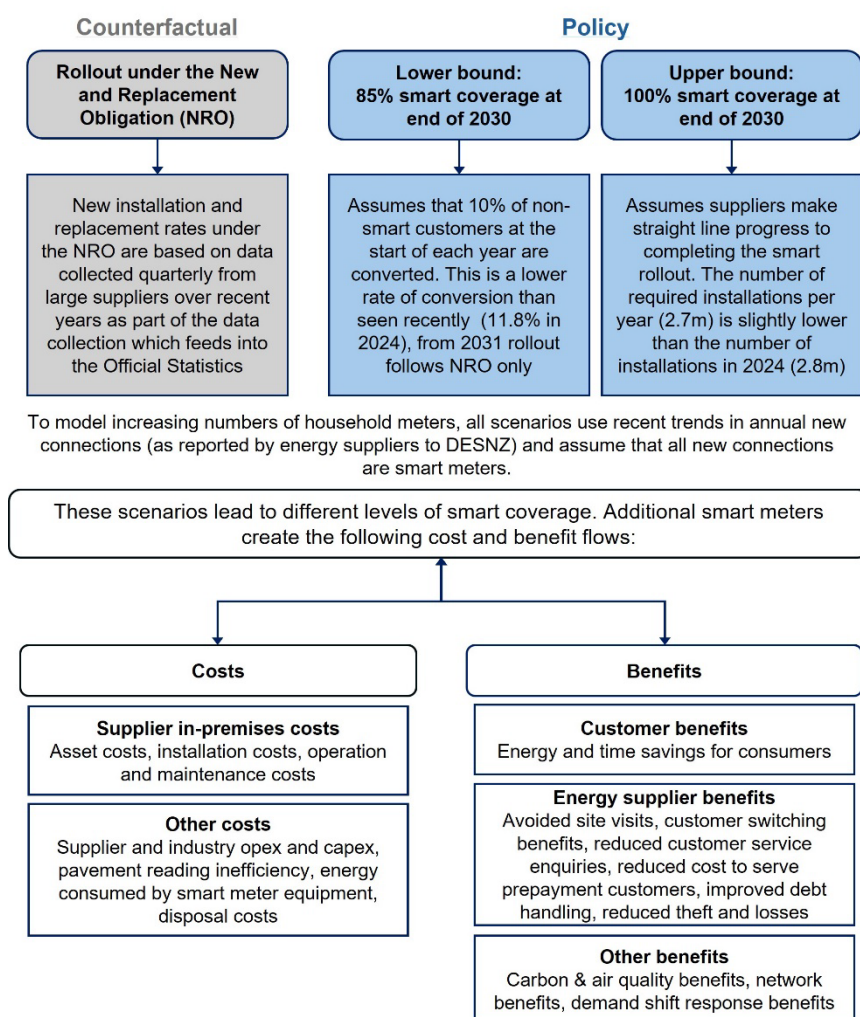 Counterfactual
Policy
Rollout under the New
and Replacement
Obligation (NRO)
Lower bound:
85% smart coverage at
end of 2030
Upper bound:
100% smart coverage at
end of 2030
New installation and
replacement rates under
the NRO are based on data
collected quarterly from
large suppliers over recent
years as part of the data
collection which feeds into
the Official Statistics
Assumes that 10% of non-
smart customers at the
start of each year are
converted. This is a lower
rate of conversion than
seen recently (11.8% in
2024), from 2031 rollout
follows NRO only
Assumes suppliers make
straight line progress to
completing the smart
rollout. The number of
required installations per
year (2.7m) is slightly lower
than the number of
installations in 2024 (2.8m)
To model increasing numbers of household meters, all scenarios use recent trends in annual new
connections (as reported by energy suppliers to DESNZ) and assume that all new connections
are smart meters.
These scenarios lead to different levels of smart coverage. Additional smart meters
create the following cost and benefit flows:
Costs
Supplier in-premises costs
Asset costs, installation costs, operation
and maintenance costs
Other costs
Supplier and industry opex and capex,
pavement reading inefficiency, energy
consumed by smart meter equipment,
disposal costs
Benefits
Customer benefits
Energy and time savings for consumers
Energy supplier benefits
Avoided site visits, customer switching
benefits, reduced customer service
enquiries, reduced cost to serve
prepayment customers, improved debt
handling, reduced theft and losses
Other benefits
Carbon & air quality benefits, network
benefits, demand shift response benefits